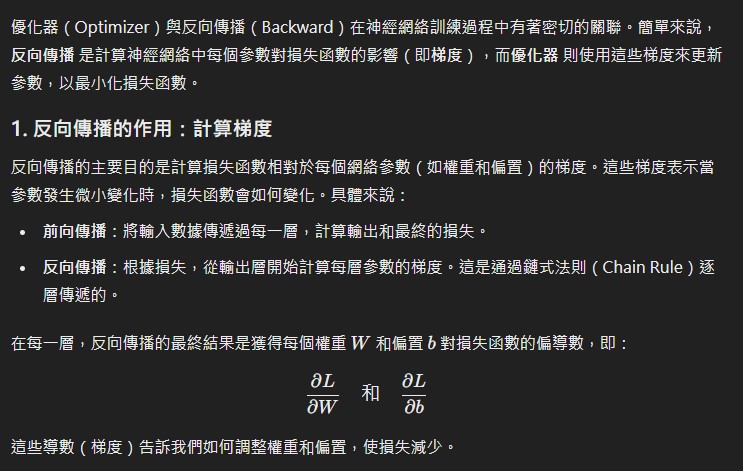 優化器（Optimizer）與反向傳播（Backward）在神經網絡訓練過程中有著密切的關聯。簡單來說，
反向傳播 是計算神經網絡中每個參數對損失函數的影響（即梯度），而優化器 則使用這些梯度來更新
參數，以最小化損失函數。
1. 反向傳播的作用：計算梯度
反向傳播的主要目的是計算損失函數相對於每個網絡參數（如權重和偏置）的梯度。這些梯度表示當
參數發生微小變化時，損失函數會如何變化。具體來說：
• 前向傳播：將輸入數據傳遞過每一層，計算輸出和最終的損失。
• 反向傳播：根據損失，從輸出層開始計算每層參數的梯度。這是通過鏈式法則（Chain Rule）逐
層傳遞的。
在每一層，反向傳播的最終結果是獲得每個權重 W 和偏置 b 對損失函數的偏導數，即：
∂L/∂W 和 ∂L/∂b
這些導數（梯度）告訴我們如何調整權重和偏置，使損失減少。